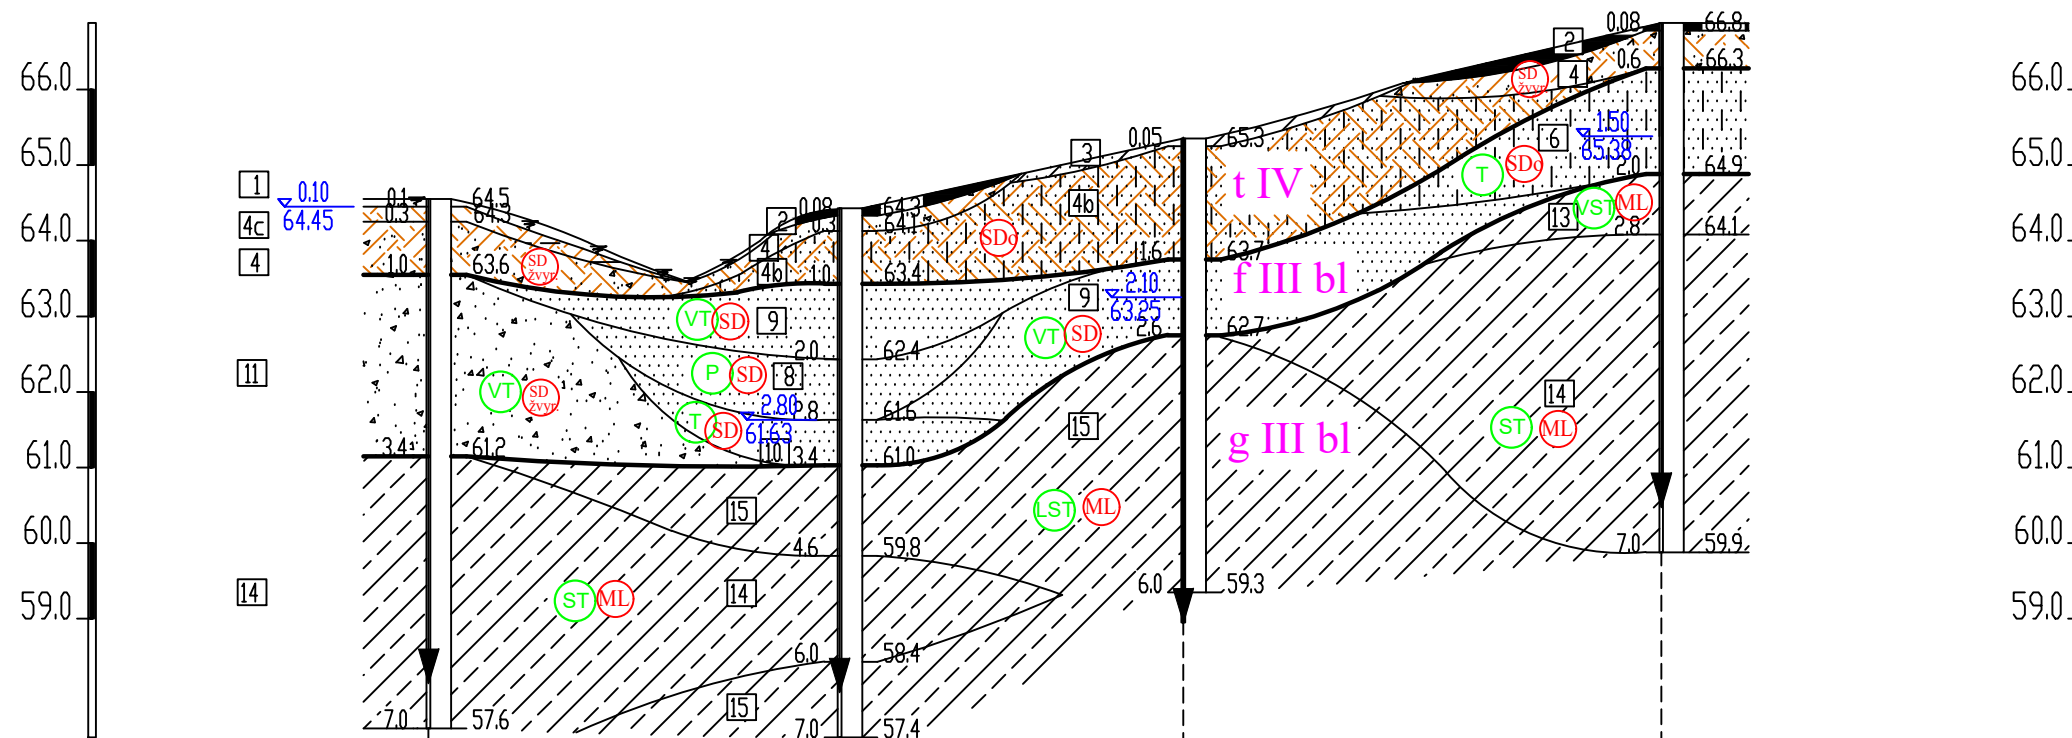 0.08 66.8
2
66.0 4 0.6 66.3 66.0
SD žvyr.
1.50
65.38
0.05 65.3
3 6
65.0 T SDo 2.0 64.9 65.0
t IV
1 0.10 0.1 64.5
64.45 0.3 64.3
4c
2 0.08 64.3
0.3 64.1
4b
13 VST ML
2.8 64.1
64.0 64.0
SDo
4 4 1.6 63.7
4b
1.0 63.6 SD žvyr. 1.0 63.4
f III bl
9 2.10
63.25
63.0 VT SD 9 63.0
VT SD 2.6 62.7
2.0 62.4
11 P SD 8
62.0 VT SD žvyr. 62.0
14
2.80
61.63
2.8 61.6
T SD 15
g III bl
ST ML
3.4 61.2 10 3.4 61.0
61.0 61.0
15 LST ML
60.0 4.6 59.8 7.0 59.9 60.0
14 ST ML 14 6.0 59.3
59.0 59.0
6.0 58.4
15
7.0 57.6 7.0 57.4